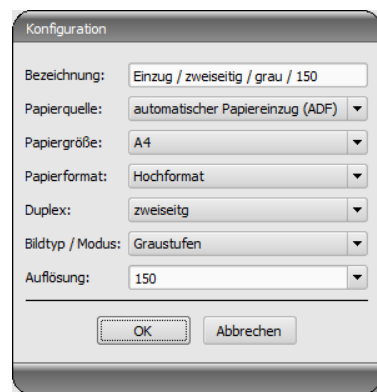 Konfiguration
Bezeichnung: Einzug / zweiseitig / grau / 150
Papierquelle: automatischer Papiereinzug (ADF)
Papiergröße: A4
Papierformat: Hochformat
Duplex: zweiseitg
Bildtyp / Modus: Graustufen
Auflösung: 150
OK Abbrechen